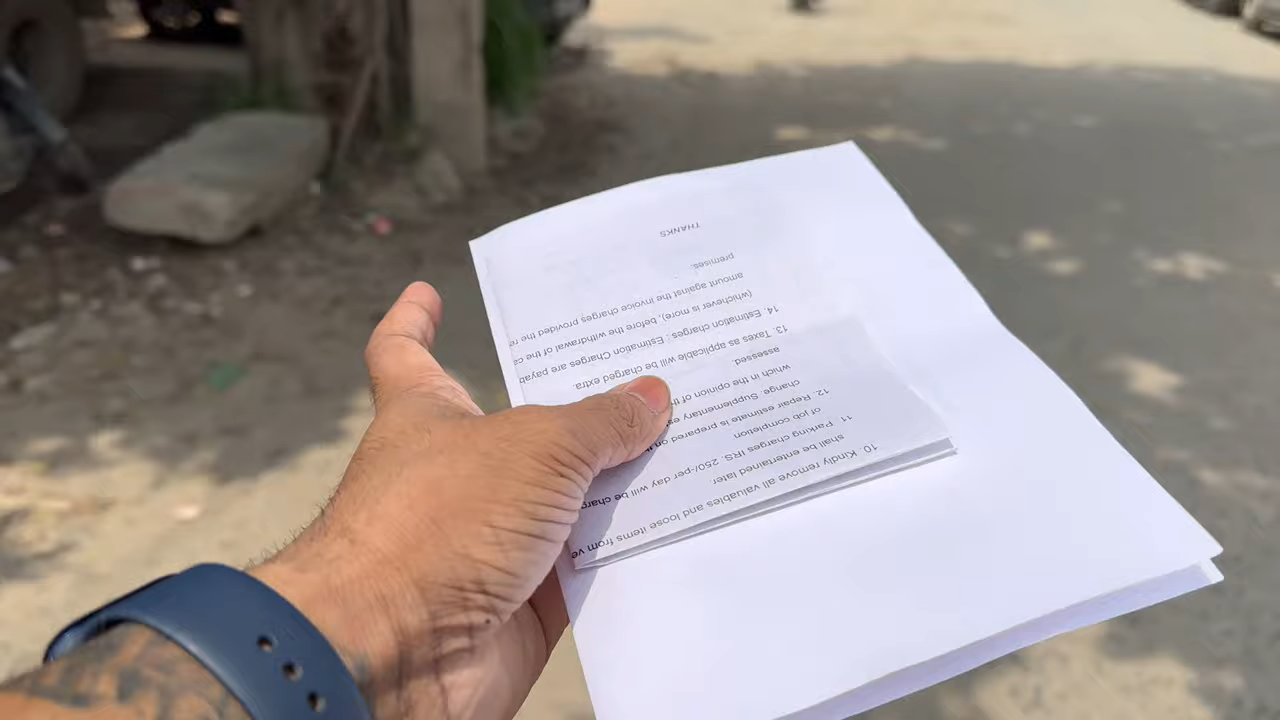 10. Kindly remove all valuables and loose items from ve
shall be entertained later
11. Parking charges IRS. 250/-per day will be charg
of job completion
12. Repair estimate is prepared on th
change. Supplementary es
which in the opinion of th
assessed.
13. Taxes as applicable will be charged extra.
14. Estimation charges : Estimation Charges are payab
(whichever is more), before the withdrawal of the ca
amount against the invoice charges provided the re
premises.
THANKS